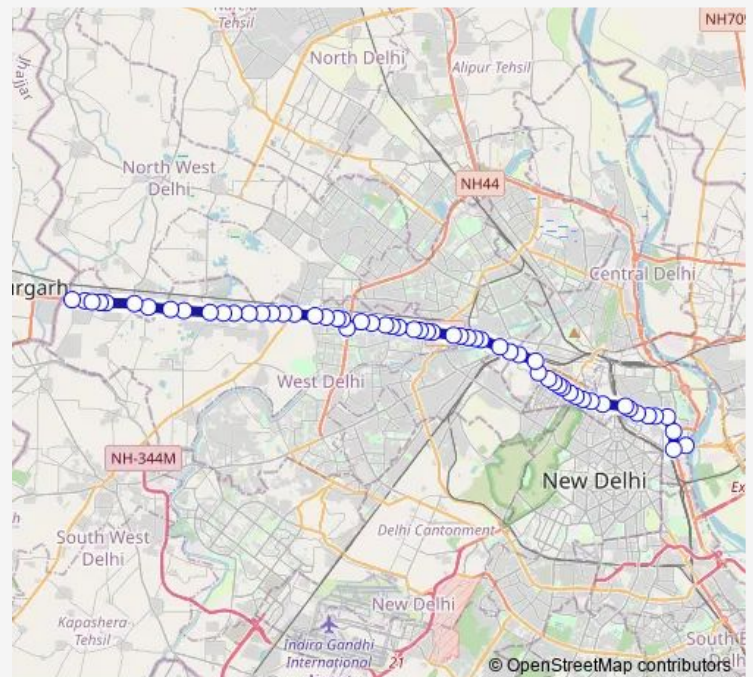 Narela
Tehsil
NH709
North Delhi
Alipur Tehsil
Jhajjar
North West
Delhi
NH44
Central Delhi
urgarh
West Delhi
NH-344M
New Delhi
Ex
Delhi Cantonment
South West
Delhi
New Delhi
Kapashera
Tehsil
Indira Gandhi
International
21
South E
© OpenStreetMap contributors